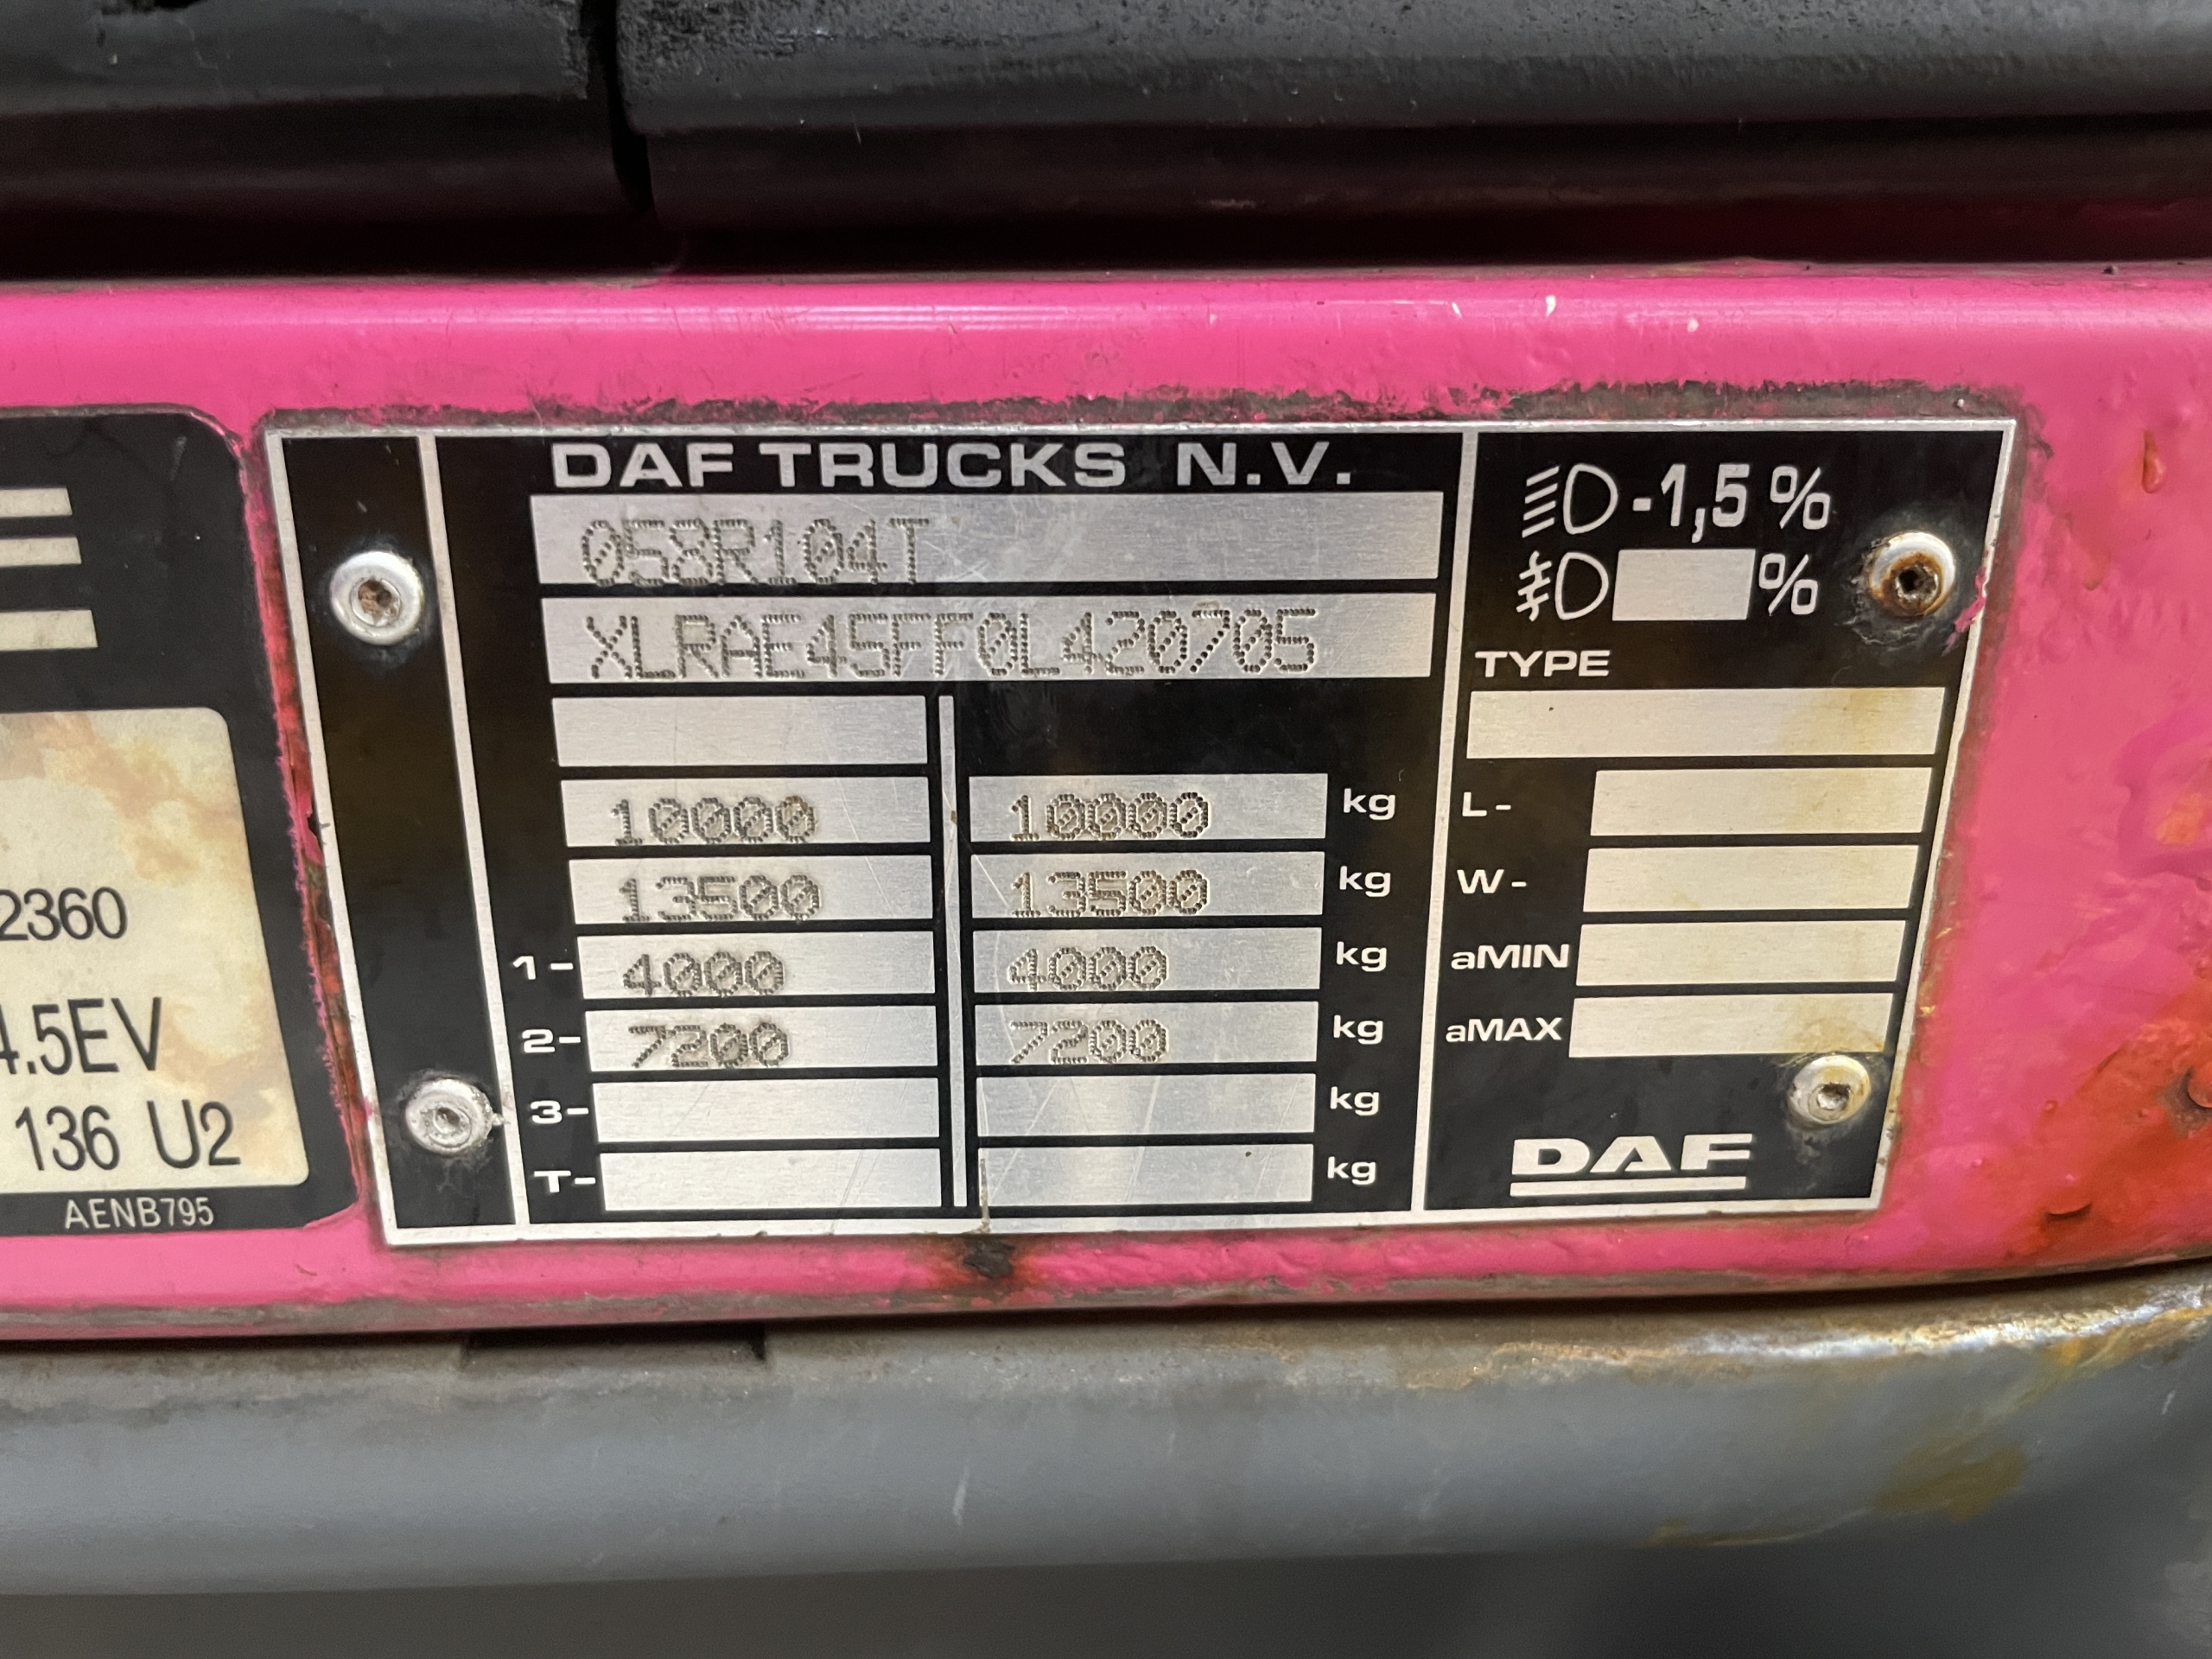 DAF TRUCKS N.V.
058R104T
XLRAE45FF0L420705
10000 10000 kg
13500 13500 kg
1- 4000 4000 kg
2- 7200 7200 kg
3- kg
T- kg
-1,5 %
%
TYPE
L-
W-
aMIN
aMAX
DAF
2360
4.5EV
136 U2
AENB795